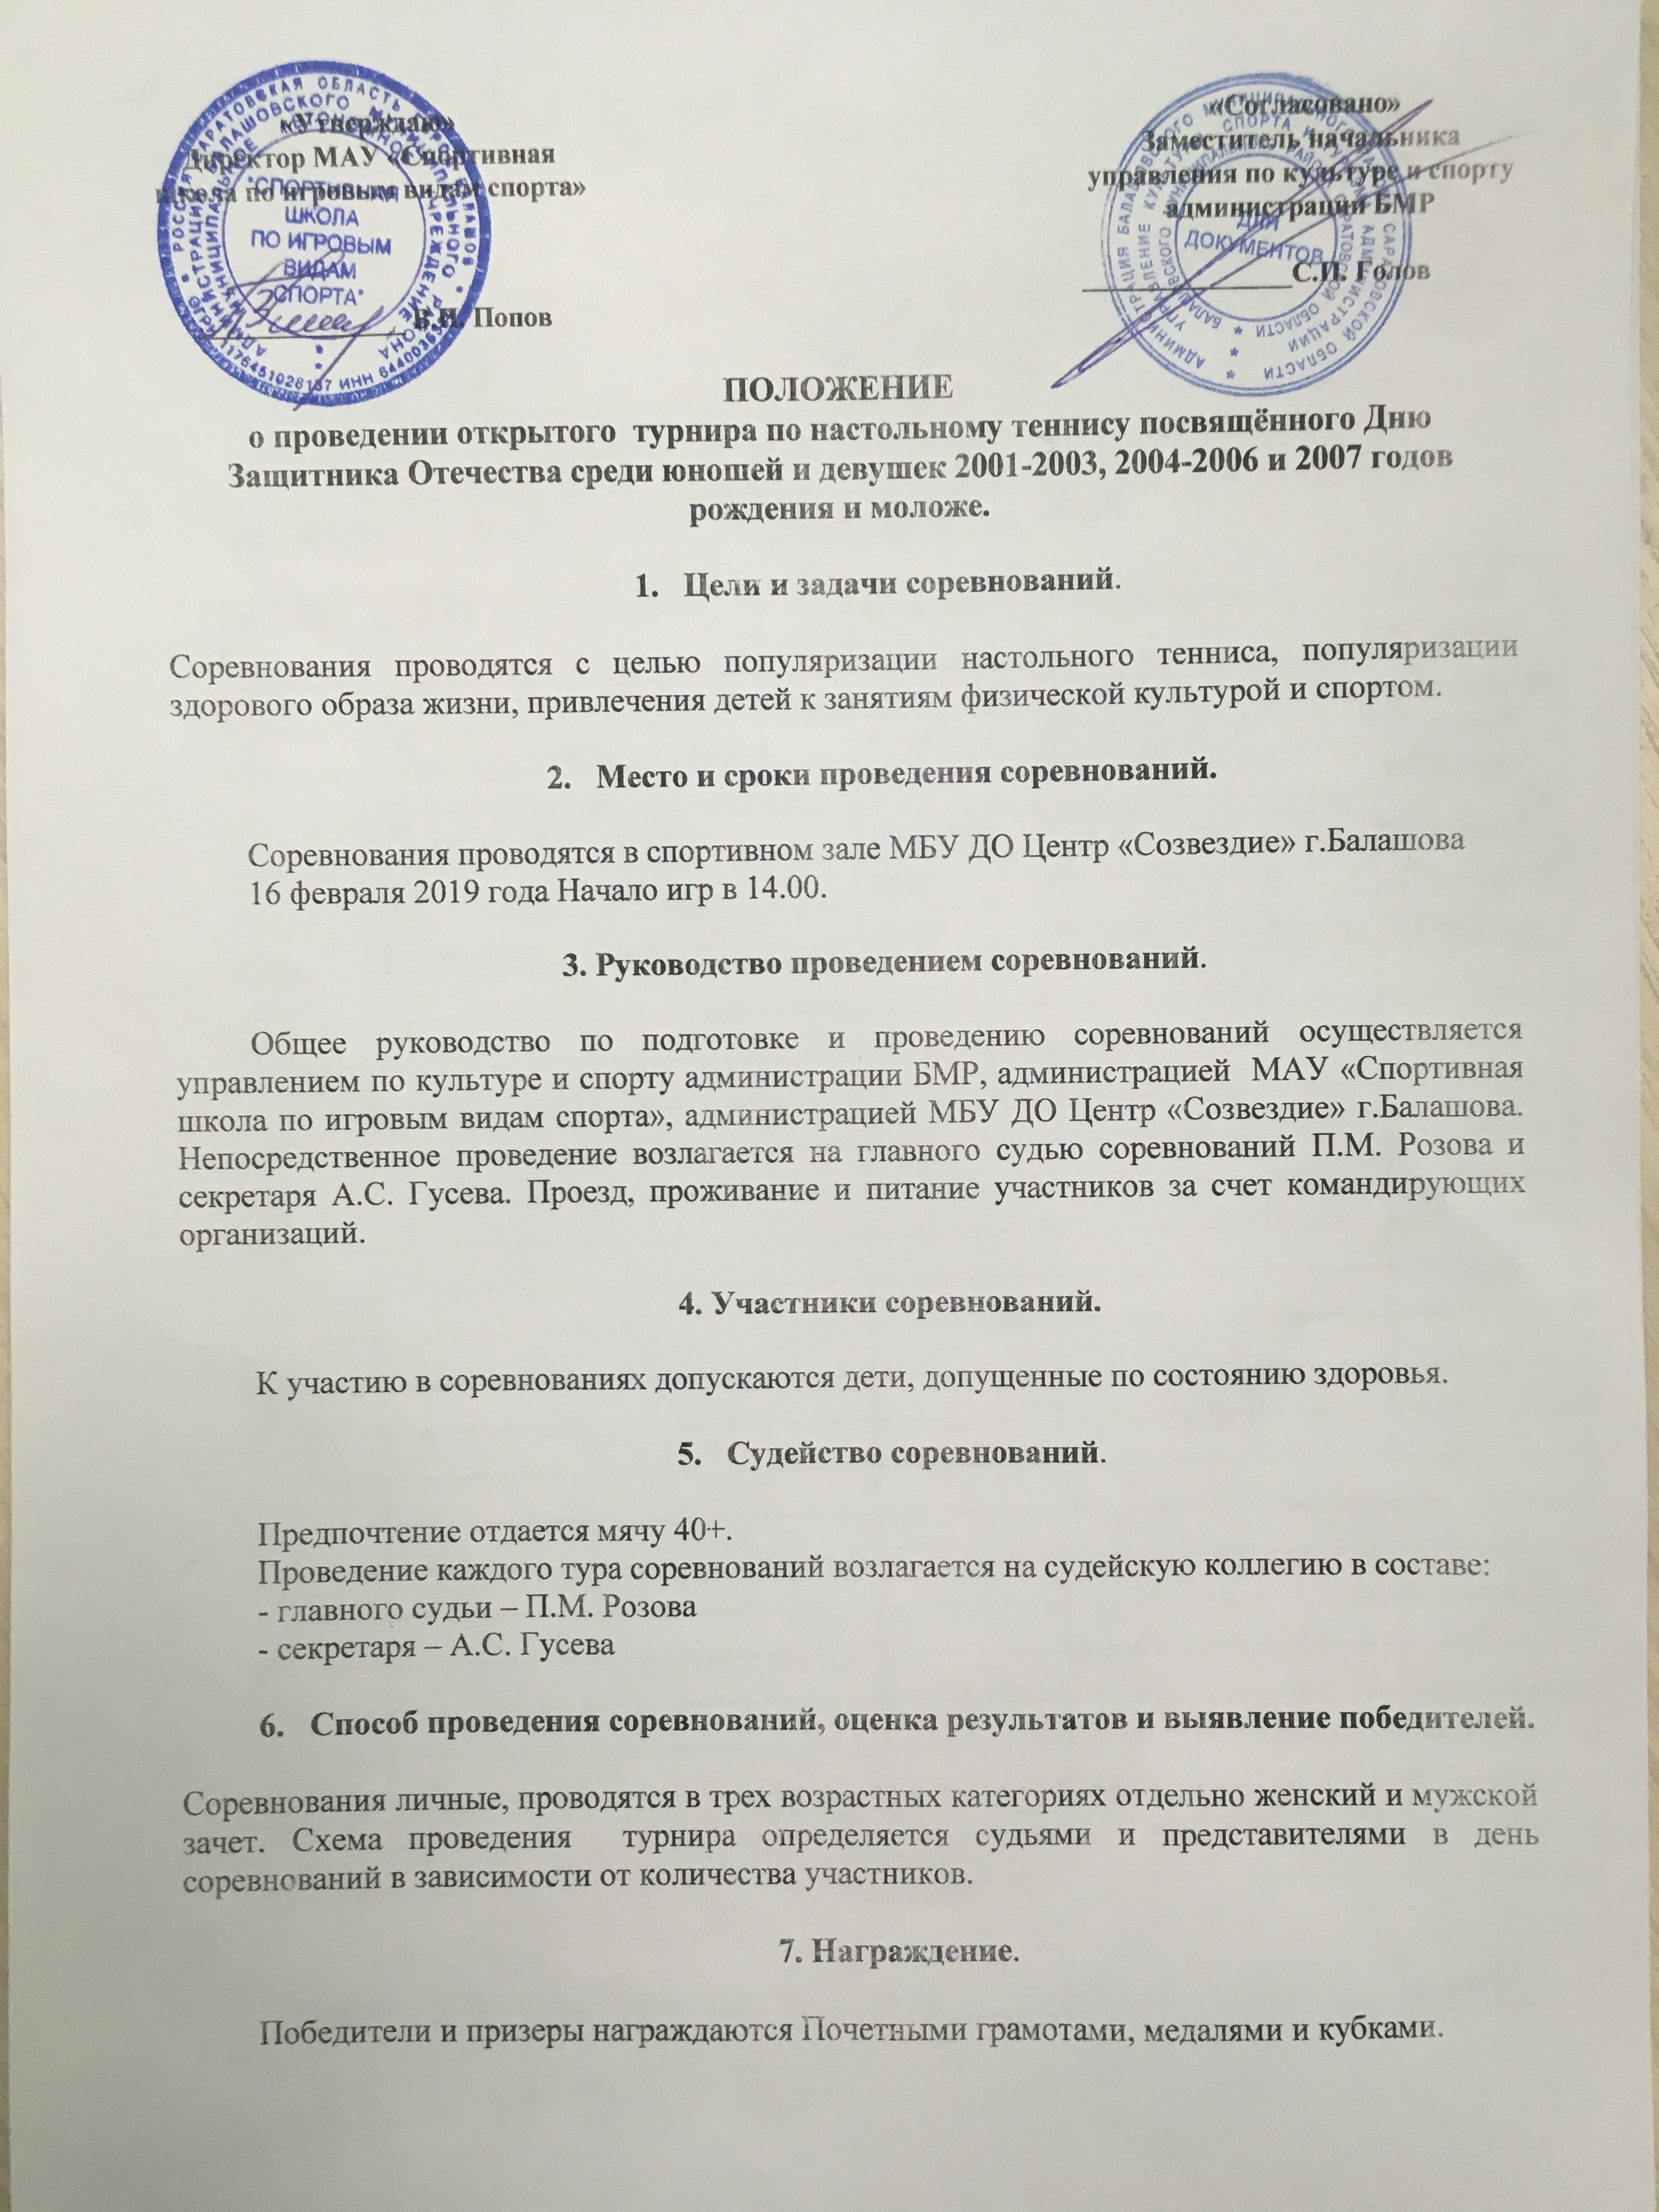 «Утверждаю»
Директор МАУ «Спортивная
школа по игровым видам спорта»
В.Н. Попов
«Согласовано»
Заместитель начальника
управления по культуре и спорту
администрации БМР
С.П. Голов
"СПОРТИВНАЯ
ШКОЛА
ПО ИГРОВЫМ
ВИДАМ
СПОРТА"
ДЛЯ
ДОКУМЕНТОВ
ПОЛОЖЕНИЕ
о проведении открытого турнира по настольному теннису посвящённого Дню
Защитника Отечества среди юношей и девушек 2001-2003, 2004-2006 и 2007 годов
рождения и моложе.
1. Цели и задачи соревнований.
Соревнования проводятся с целью популяризации настольного тенниса, популяризации
здорового образа жизни, привлечения детей к занятиям физической культурой и спортом.
2. Место и сроки проведения соревнований.
Соревнования проводятся в спортивном зале МБУ ДО Центр «Созвездие» г.Балашова
16 февраля 2019 года Начало игр в 14.00.
3. Руководство проведением соревнований.
Общее руководство по подготовке и проведению соревнований осуществляется
управлением по культуре и спорту администрации БМР, администрацией МАУ «Спортивная
школа по игровым видам спорта», администрацией МБУ ДО Центр «Созвездие» г.Балашова.
Непосредственное проведение возлагается на главного судью соревнований П.М. Розова и
секретаря А.С. Гусева. Проезд, проживание и питание участников за счет командирующих
организаций.
4. Участники соревнований.
К участию в соревнованиях допускаются дети, допущенные по состоянию здоровья.
5. Судейство соревнований.
Предпочтение отдается мячу 40+.
Проведение каждого тура соревнований возлагается на судейскую коллегию в составе:
- главного судьи – П.М. Розова
- секретаря – А.С. Гусева
6. Способ проведения соревнований, оценка результатов и выявление победителей.
Соревнования личные, проводятся в трех возрастных категориях отдельно женский и мужской
зачет. Схема проведения турнира определяется судьями и представителями в день
соревнований в зависимости от количества участников.
7. Награждение.
Победители и призеры награждаются Почетными грамотами, медалями и кубками.